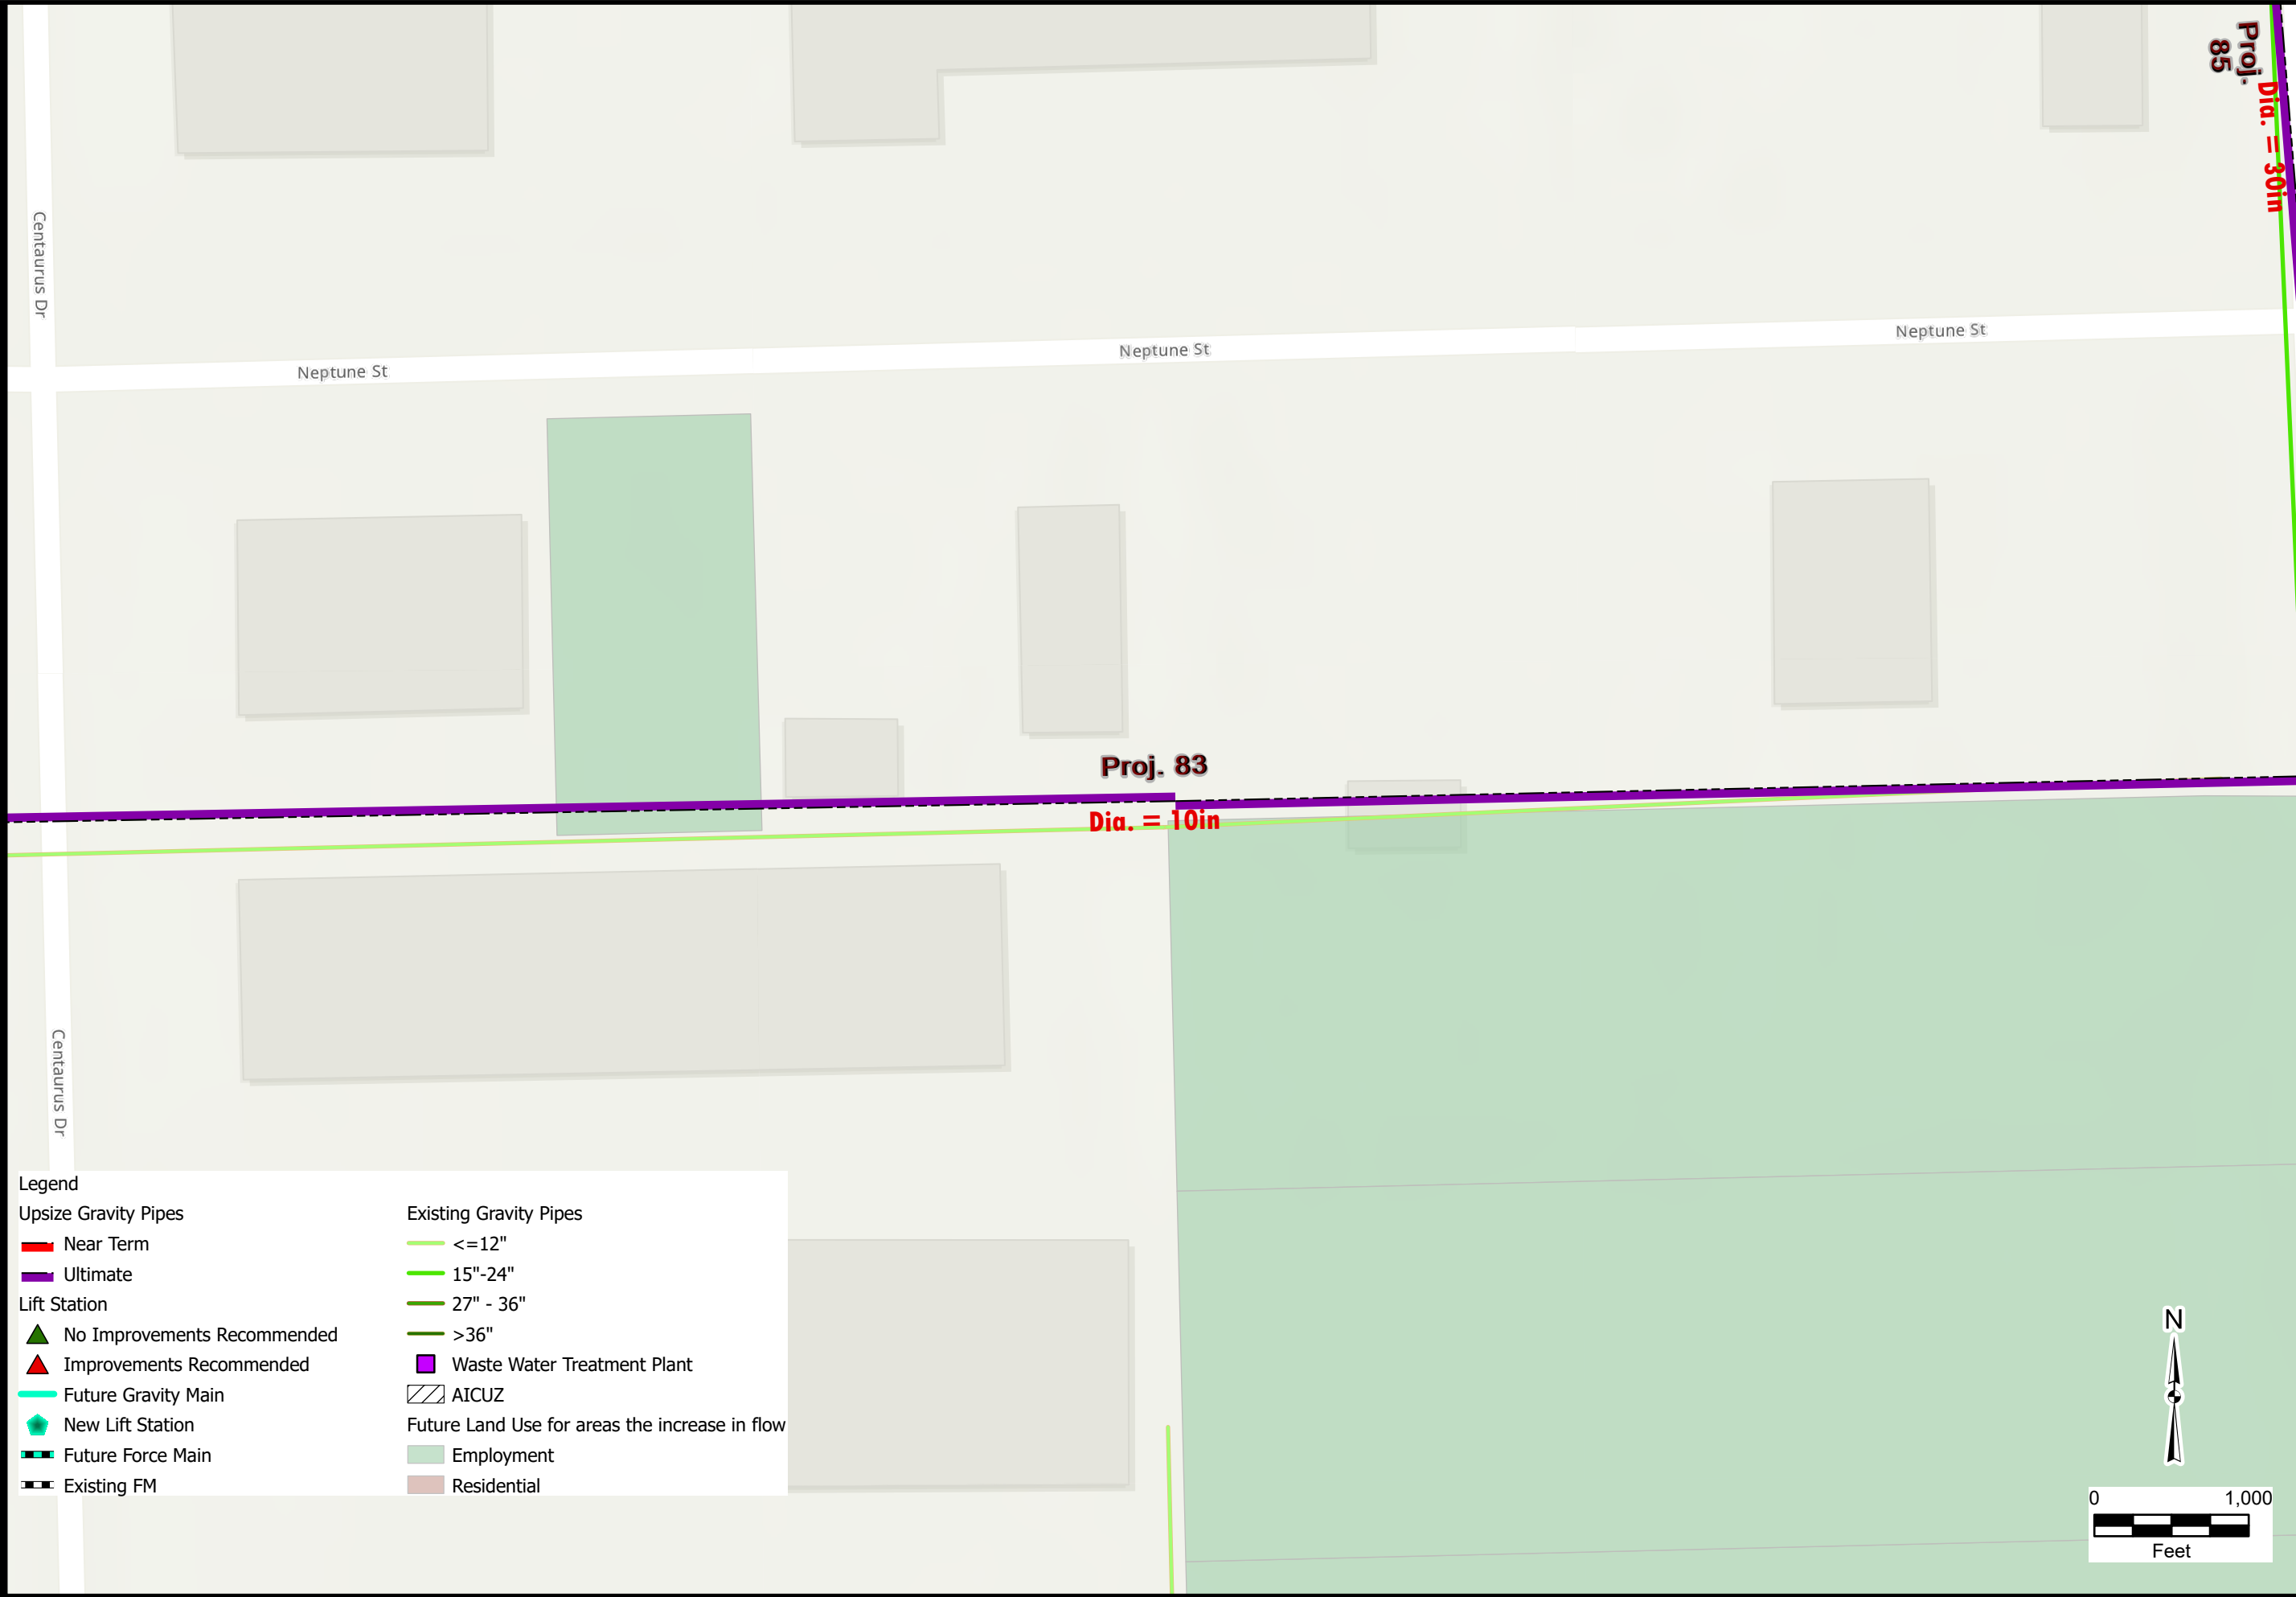 Proj.
85
Dia. = 30in
Centaurus Dr
Neptune St
Neptune St
Neptune St
Proj. 83
Dia. = 10in
Centaurus Dr
Legend
Upsize Gravity Pipes
Near Term
Ultimate
Lift Station
No Improvements Recommended
Improvements Recommended
Future Gravity Main
New Lift Station
Future Force Main
Existing FM
Existing Gravity Pipes
<=12"
15"-24"
27" - 36"
>36"
Waste Water Treatment Plant
AICUZ
Future Land Use for areas the increase in flow
Employment
Residential
N
0 1,000
Feet